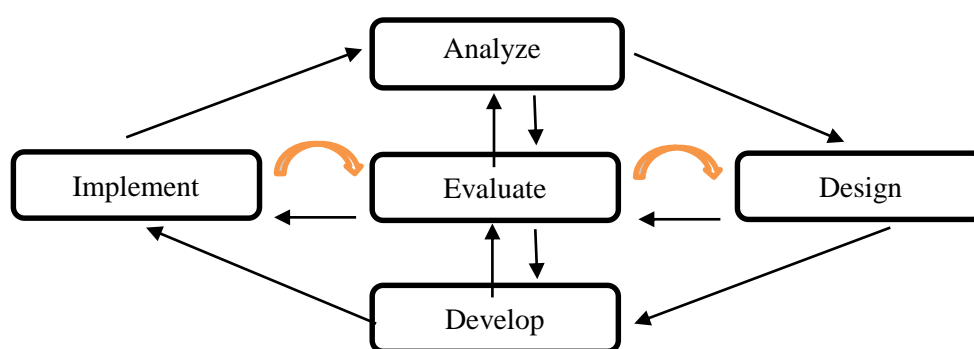 Analyze
Implement
Evaluate
Design
Develop